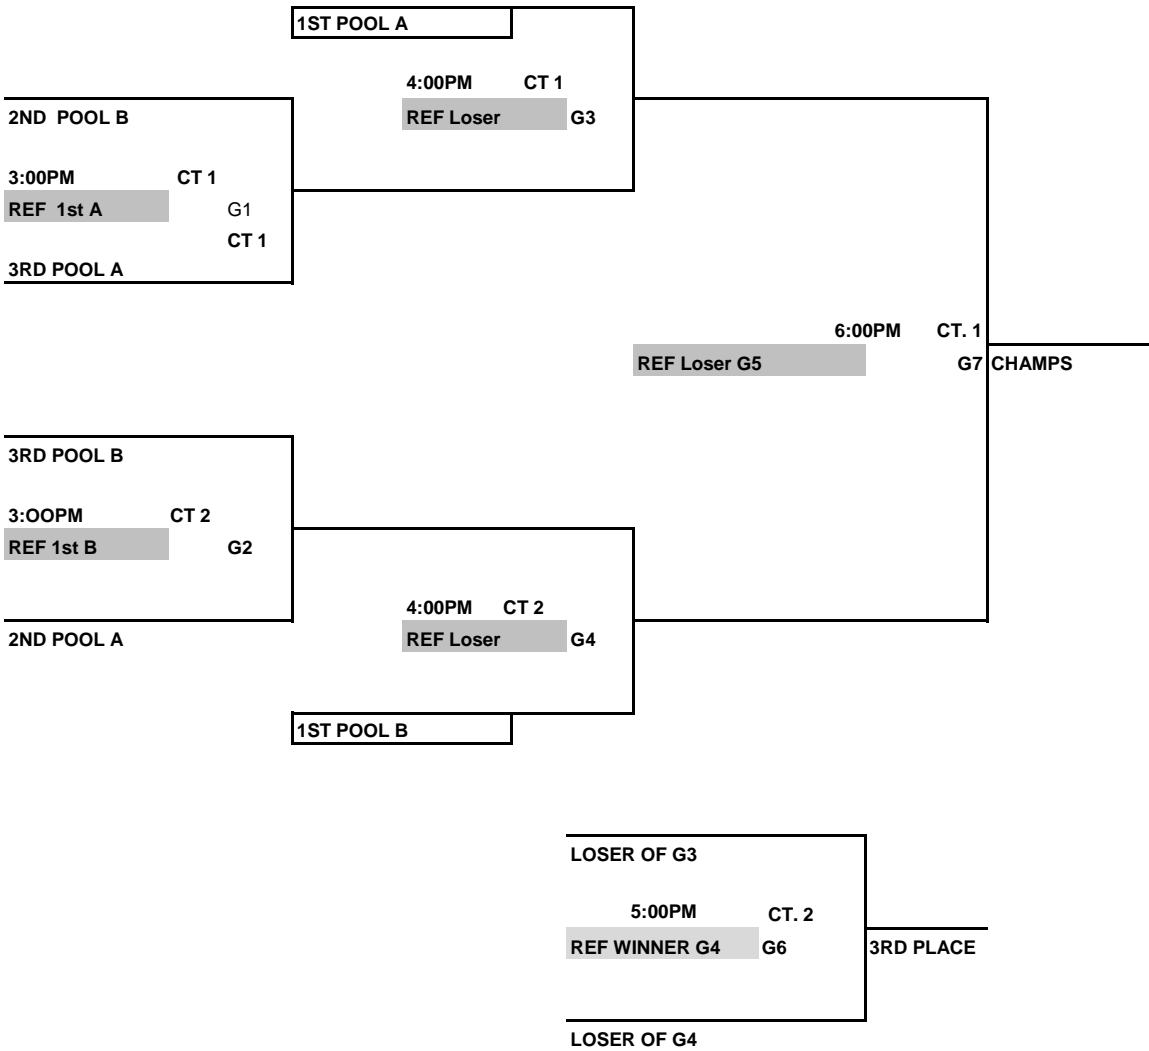 1ST POOL A
4:00PM CT 1
REF Loser G3
2ND POOL B
3:00PM CT 1
REF 1st A G1
CT 1
3RD POOL A
6:00PM CT. 1
REF Loser G5 G7 CHAMPS
3RD POOL B
3:OOPM CT 2
REF 1st B G2
4:00PM CT 2
REF Loser G4
2ND POOL A
1ST POOL B
LOSER OF G3
5:00PM CT. 2
REF WINNER G4 G6 3RD PLACE
LOSER OF G4